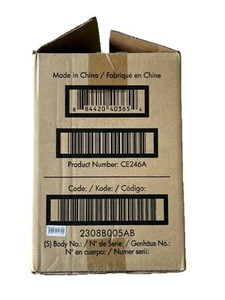 Made in China / Fabriqué en Chine
8 84420 40365 4
Product Number: CE246A
Code: / Kode: / Código:
2308B005AB
(S) Body No.: / N° de Serie: / Genhäus No.:
N° en cuerpo: / Numer serii: